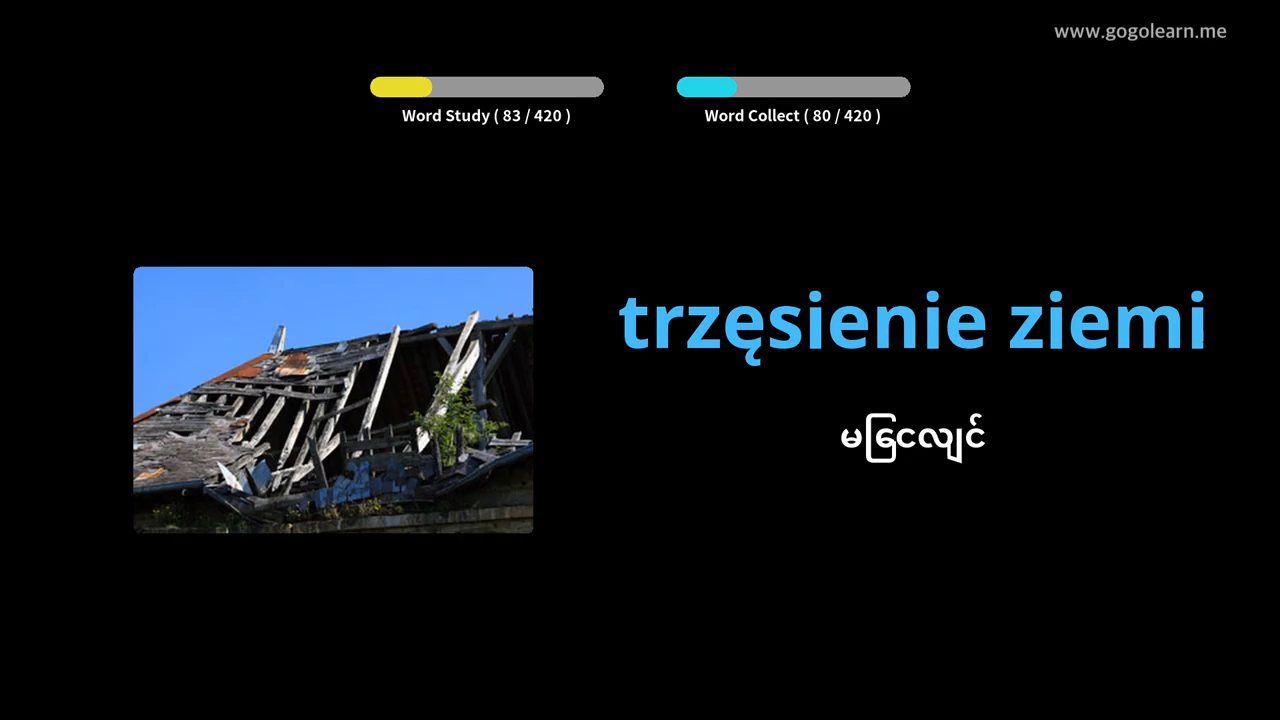 www.gogolearn.me
Word Study ( 83 / 420 )
Word Collect ( 80 / 420 )
trzęsienie ziemi
မြေငလျင်